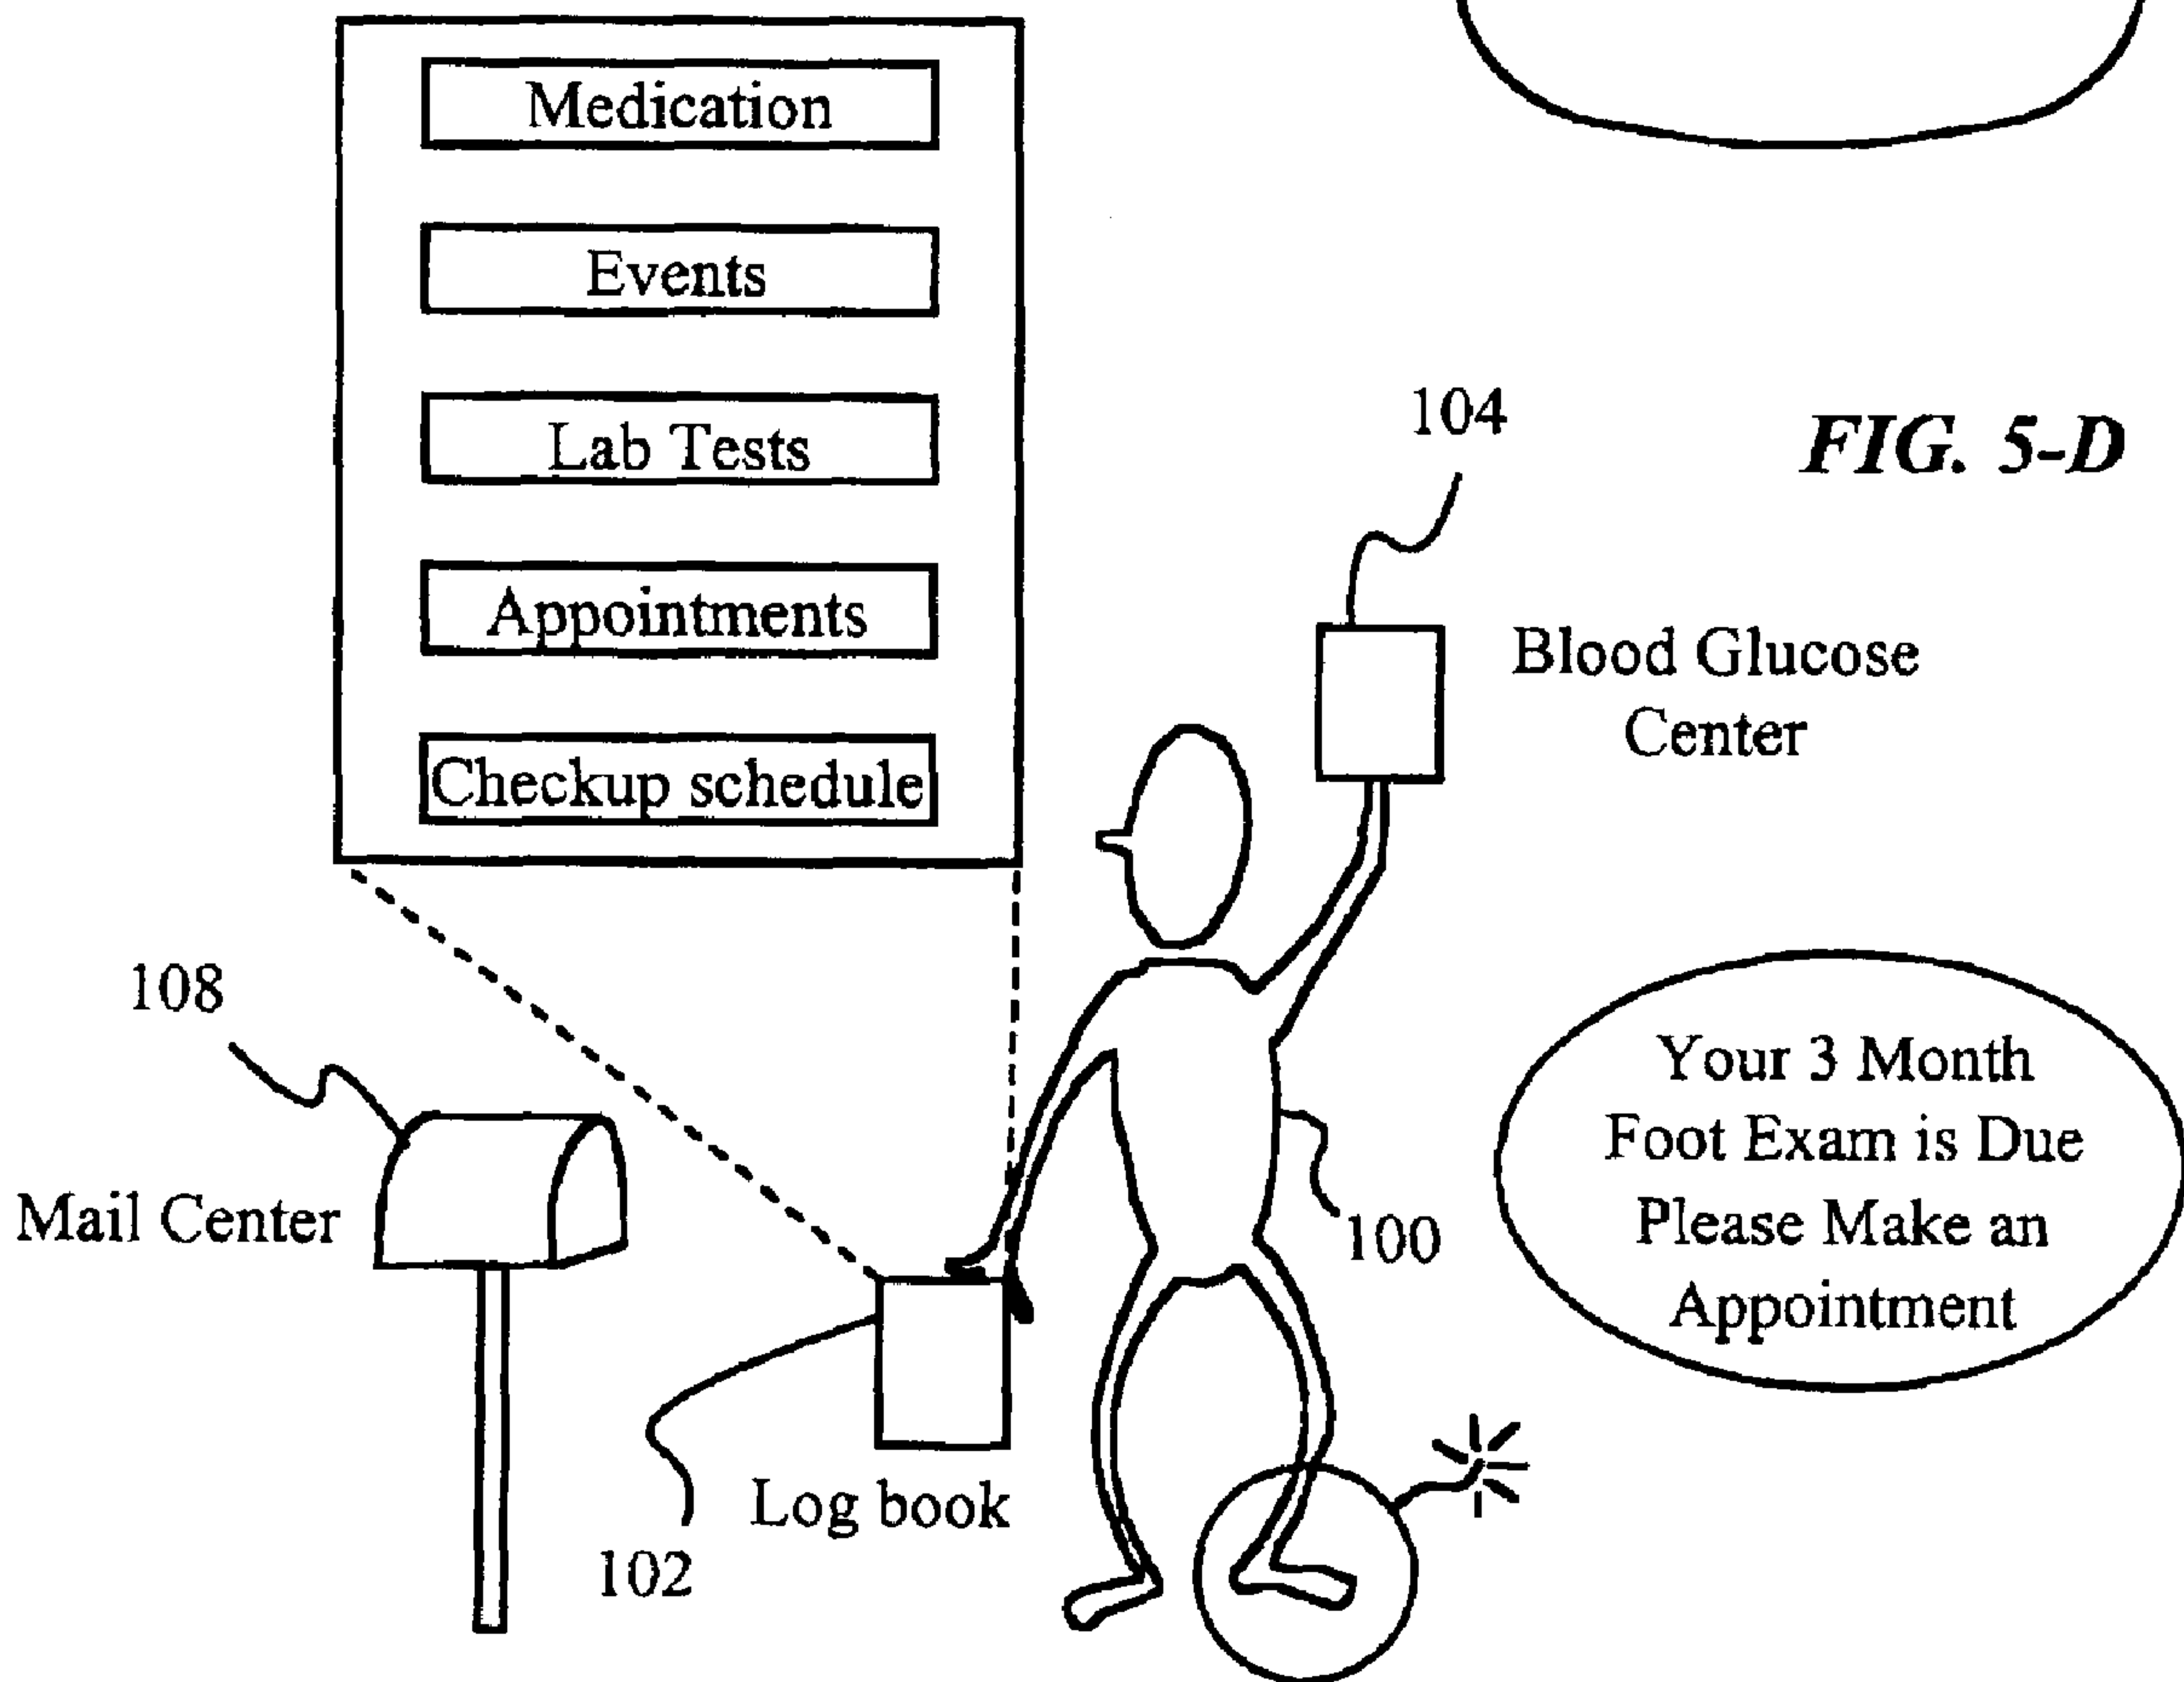 Medication
Events
Lab Tests
Appointments
Checkup schedule
104
FIG. 5-D
Blood Glucose
Center
108
Mail Center
100
Your 3 Month
Foot Exam is Due
Please Make an
Appointment
Log book
102